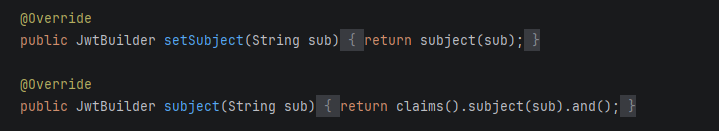 @Override
public JwtBuilder setSubject(String sub) { return subject(sub); }
@Override
public JwtBuilder subject(String sub) { return claims().subject(sub).and(); }